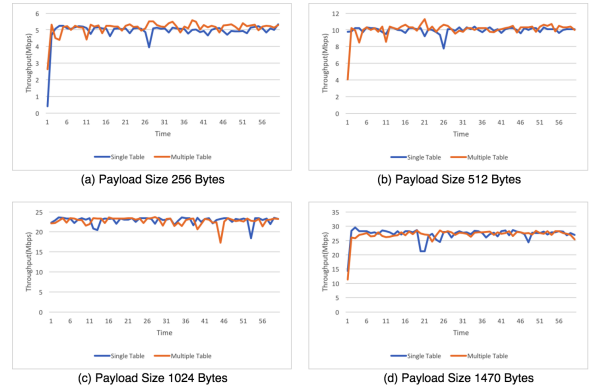 6
5
4
3
2
1
0
Throughput(Mbps)
1 6 11 16 21 26 31 36 41 46 51 56
Time
Single Table Multiple Table
(a) Payload Size 256 Bytes
12
10
8
6
4
2
0
Throughput(Mbps)
1 6 11 16 21 26 31 36 41 46 51 56
Time
Single Table Multiple Table
(b) Payload Size 512 Bytes
25
20
15
10
5
0
Throughput(Mbps)
1 6 11 16 21 26 31 36 41 46 51 56
Time
Single Table Multiple Table
(c) Payload Size 1024 Bytes
35
30
25
20
15
10
5
0
Throughput(Mbps)
1 6 11 16 21 26 31 36 41 46 51 56
Time
Single Table Multiple Table
(d) Payload Size 1470 Bytes